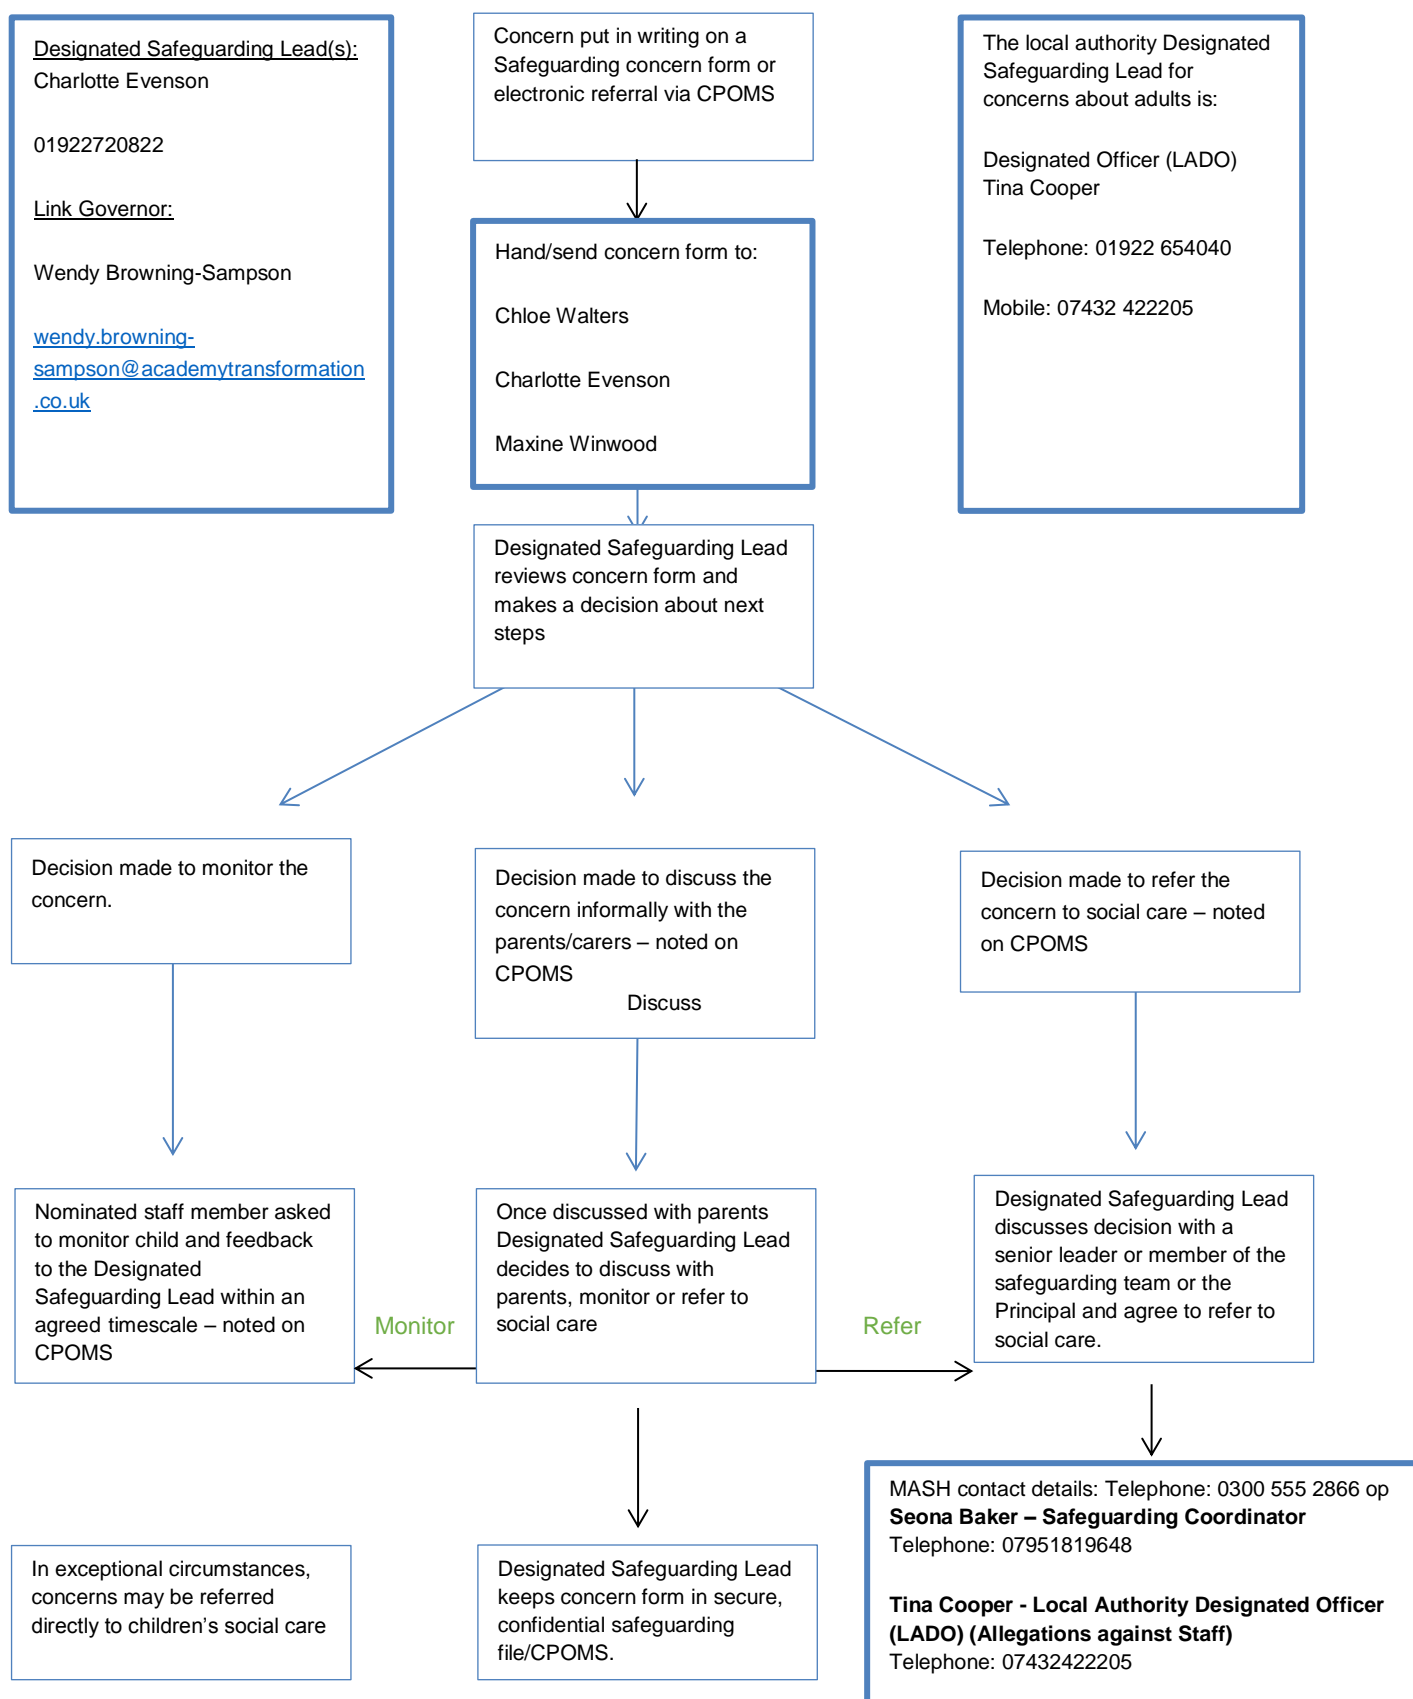 Designated Safeguarding Lead(s):
Charlotte Evenson
01922720822
Link Governor:
Wendy Browning-Sampson
wendy.browning-
sampson@academytransformation
.co.uk
Concern put in writing on a
Safeguarding concern form or
electronic referral via CPOMS
The local authority Designated
Safeguarding Lead for
concerns about adults is:
Designated Officer (LADO)
Tina Cooper
Telephone: 01922 654040
Mobile: 07432 422205
Hand/send concern form to:
Chloe Walters
Charlotte Evenson
Maxine Winwood
Designated Safeguarding Lead
reviews concern form and
makes a decision about next
steps
Decision made to monitor the
concern.
Decision made to discuss the
concern informally with the
parents/carers – noted on
CPOMS
Discuss
Decision made to refer the
concern to social care – noted
on CPOMS
Nominated staff member asked
to monitor child and feedback
to the Designated
Safeguarding Lead within an
agreed timescale – noted on
CPOMS
Monitor
Once discussed with parents
Designated Safeguarding Lead
decides to discuss with
parents, monitor or refer to
social care
Refer
Designated Safeguarding Lead
discusses decision with a
senior leader or member of the
safeguarding team or the
Principal and agree to refer to
social care.
In exceptional circumstances,
concerns may be referred
directly to children's social care
Designated Safeguarding Lead
keeps concern form in secure,
confidential safeguarding
file/CPOMS.
MASH contact details: Telephone: 0300 555 2866 op
Seona Baker – Safeguarding Coordinator
Telephone: 07951819648
Tina Cooper - Local Authority Designated Officer
(LADO) (Allegations against Staff)
Telephone: 07432422205